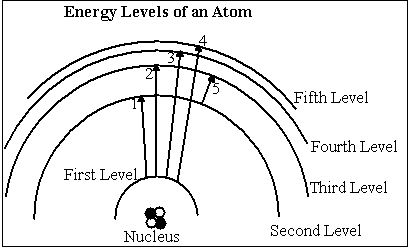 Energy Levels of an Atom
4
3
2
5
1
Fifth Level
Fourth Level
First Level
Third Level
Nucleus
Second Level